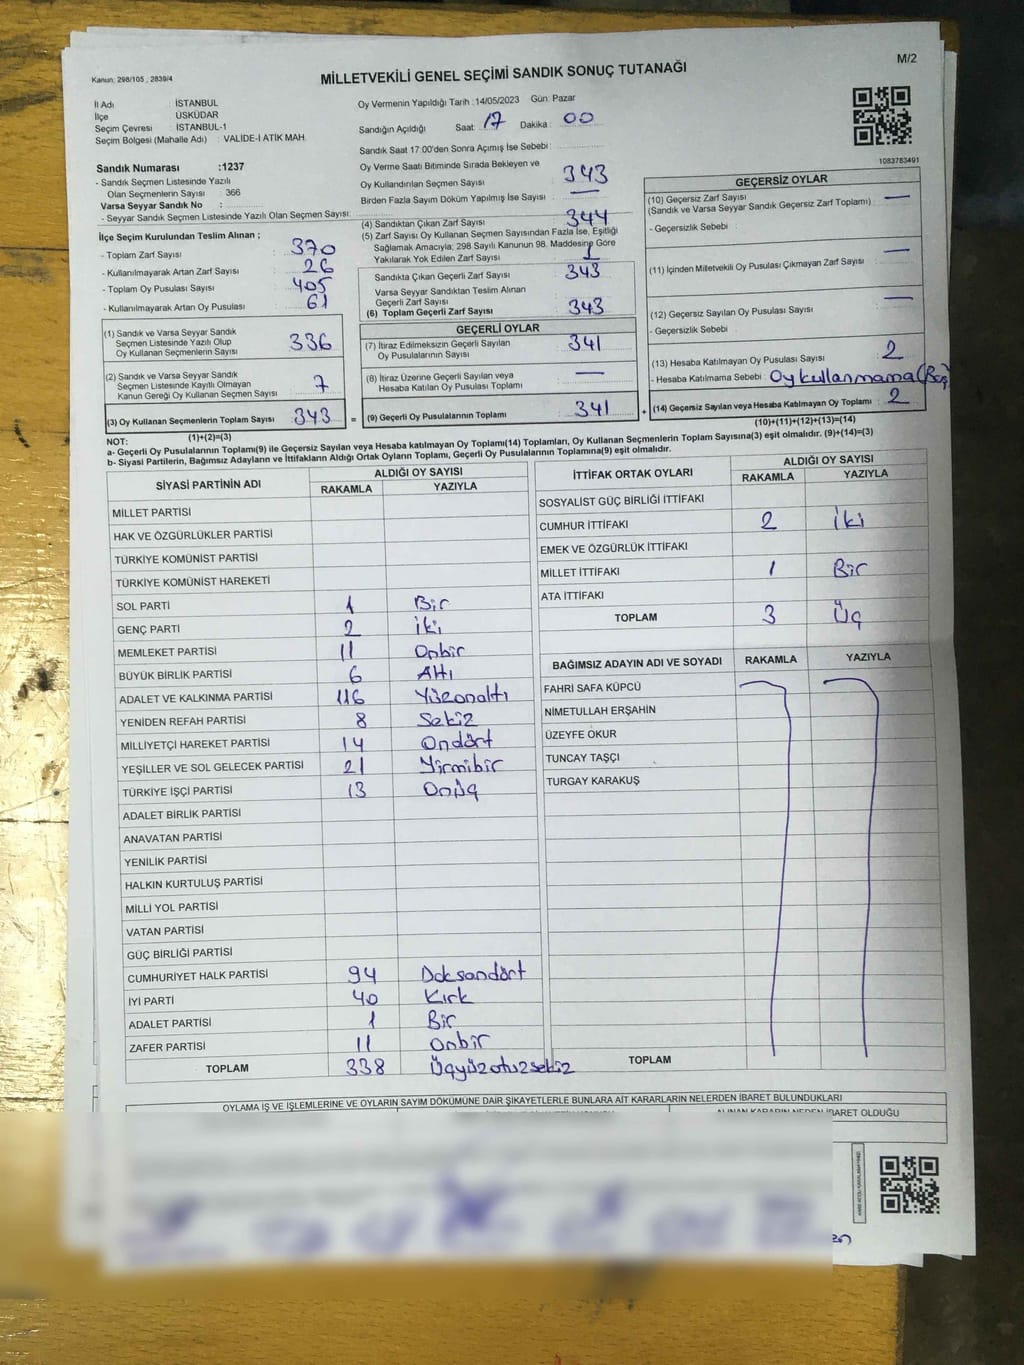 M/2
Kanun: 298/105 , 2839/4
MİLLETVEKİLİ GENEL SEÇİMİ SANDIK SONUÇ TUTANAĞI
İl Adı : İSTANBUL
İlçe ÜSKÜDAR
Seçim Çevresi : İSTANBUL-1
Seçim Bölgesi (Mahalle Adı) : VALİDE-İ ATİK MAH.
Sandık Numarası :1237
- Sandık Seçmen Listesinde Yazılı
Olan Seçmenlerin Sayısı : 366
Varsa Seyyar Sandık No :
- Seyyar Sandık Seçmen Listesinde Yazılı Olan Seçmen Sayısı:
Oy Vermenin Yapıldığı Tarih :14/05/2023 Gün: Pazar
Sandığın Açıldığı Saat: 17 Dakika : 00
Sandık Saat 17:00'den Sonra Açımış İse Sebebi :
Oy Verme Saati Bitiminde Sırada Bekleyen ve
Oy Kullandırılan Seçmen Sayısı : 343
Birden Fazla Sayım Döküm Yapılmış İse Sayısı : —
1083783491
İlçe Seçim Kurulundan Teslim Alınan ;
- Toplam Zarf Sayısı : 370
- Kullanılmayarak Artan Zarf Sayısı : 26
- Toplam Oy Pusulası Sayısı : 405
- Kullanılmayarak Artan Oy Pusulası : 61
(1) Sandık ve Varsa Seyyar Sandık
Seçmen Listesinde Yazılı Olup
Oy Kullanan Seçmenlerin Sayısı : 336
(2) Sandık ve Varsa Seyyar Sandık
Seçmen Listesinde Kayıtlı Olmayan
Kanun Gereği Oy Kullanan Seçmen Sayısı : 7
(3) Oy Kullanan Seçmenlerin Toplam Sayısı : 343 =
(1)+(2)=(3)
(4) Sandıktan Çıkan Zarf Sayısı : 344
(5) Zarf Sayısı Oy Kullanan Seçmen Sayısından Fazla İse, Eşitliği
Sağlamak Amacıyla; 298 Sayılı Kanunun 98. Maddesine Göre
Yakılarak Yok Edilen Zarf Sayısı : 1
Sandıkta Çıkan Geçerli Zarf Sayısı : 343
Varsa Seyyar Sandıktan Teslim Alınan
Geçerli Zarf Sayısı :
(6) Toplam Geçerli Zarf Sayısı : 343
GEÇERLİ OYLAR
(7) İtiraz Edilmeksizin Geçerli Sayılan
Oy Pusulalarının Sayısı : 341
(8) İtiraz Üzerine Geçerli Sayılan veya
Hesaba Katılan Oy Pusulası Toplamı : —
(9) Geçerli Oy Pusulalarının Toplamı : 341 +
GEÇERSİZ OYLAR
(10) Geçersiz Zarf Sayısı : —
(Sandık ve Varsa Seyyar Sandık Geçersiz Zarf Toplamı)
- Geçersizlik Sebebi :
(11) İçinden Milletvekili Oy Pusulası Çıkmayan Zarf Sayısı : —
(12) Geçersiz Sayılan Oy Pusulası Sayısı : —
- Geçersizlik Sebebi :
(13) Hesaba Katılmayan Oy Pusulası Sayısı : 2
- Hesaba Katılmama Sebebi : Oy kullanmama (Boş)
(14) Geçersiz Sayılan veya Hesaba Katılmayan Oy Toplamı : 2
(10)+(11)+(12)+(13)=(14)
NOT:
a- Geçerli Oy Pusulalarının Toplamı(9) ile Geçersiz Sayılan veya Hesaba katılmayan Oy Toplamı(14) Toplamları, Oy Kullanan Seçmenlerin Toplam Sayısına(3) eşit olmalıdır. (9)+(14)=(3)
b- Siyasi Partilerin, Bağımsız Adayların ve İttifakların Aldığı Ortak Oyların Toplamı, Geçerli Oy Pusulalarının Toplamına(9) eşit olmalıdır.
SİYASİ PARTİNİN ADI ALDIĞI OY SAYISI
RAKAMLA YAZIYLA
MİLLET PARTİSİ
HAK VE ÖZGÜRLÜKLER PARTİSİ
TÜRKİYE KOMÜNİST PARTİSİ
TÜRKİYE KOMÜNİST HAREKETİ
SOL PARTİ 1 Bir
GENÇ PARTİ 2 İki
MEMLEKET PARTİSİ 11 Onbir
BÜYÜK BİRLİK PARTİSİ 6 Altı
ADALET VE KALKINMA PARTİSİ 116 Yüzonaltı
YENİDEN REFAH PARTİSİ 8 Sekiz
MİLLİYETÇİ HAREKET PARTİSİ 14 Ondört
YEŞİLLER VE SOL GELECEK PARTİSİ 21 Yirmibir
TÜRKİYE İŞÇİ PARTİSİ 13 Onüç
ADALET BİRLİK PARTİSİ
ANAVATAN PARTİSİ
YENİLİK PARTİSİ
HALKIN KURTULUŞ PARTİSİ
MİLLİ YOL PARTİSİ
VATAN PARTİSİ
GÜÇ BİRLİĞİ PARTİSİ
CUMHURİYET HALK PARTİSİ 94 Doksandört
İYİ PARTİ 40 Kırk
ADALET PARTİSİ 1 Bir
ZAFER PARTİSİ 11 Onbir
TOPLAM 338 Üçyüzotuzsekiz
İTTİFAK ORTAK OYLARI ALDIĞI OY SAYISI
RAKAMLA YAZIYLA
SOSYALİST GÜÇ BİRLİĞİ İTTİFAKI
CUMHUR İTTİFAKI 2 İki
EMEK VE ÖZGÜRLÜK İTTİFAKI
MİLLET İTTİFAKI 1 Bir
ATA İTTİFAKI
TOPLAM 3 Üç
BAĞIMSIZ ADAYIN ADI VE SOYADI RAKAMLA YAZIYLA
FAHRİ SAFA KÜPCÜ
NİMETULLAH ERŞAHİN
ÜZEYFE OKUR
TUNCAY TAŞÇI
TURGAY KARAKUŞ
TOPLAM
OYLAMA İŞ VE İŞLEMLERİNE VE OYLARIN SAYIM DÖKÜMÜNE DAİR ŞİKAYETLERLE BUNLARA AİT KARARLARIN NELERDEN İBARET BULUNDUKLARI
ALINAN KARARIN NEDEN İBARET OLDUĞU